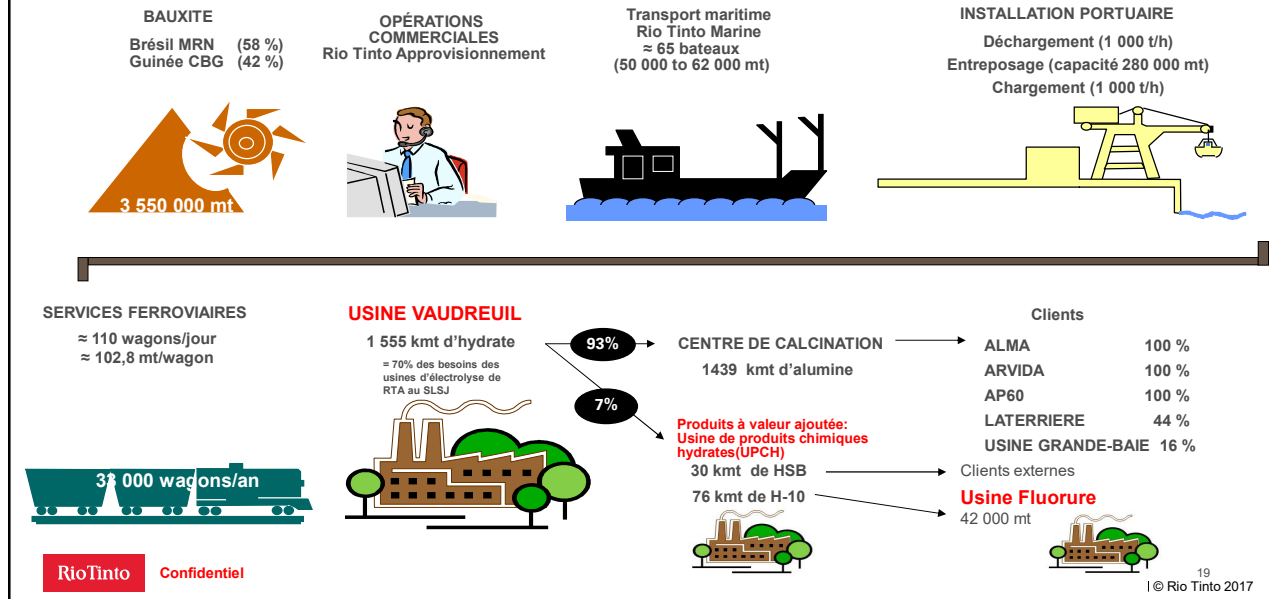 BAUXITE
Brésil MRN (58 %)
Guinée CBG (42 %)
3 550 000 mt
OPÉRATIONS
COMMERCIALES
Rio Tinto Approvisionnement
Transport maritime
Rio Tinto Marine
≈ 65 bateaux
(50 000 to 62 000 mt)
INSTALLATION PORTUAIRE
Déchargement (1 000 t/h)
Entreposage (capacité 280 000 mt)
Chargement (1 000 t/h)
SERVICES FERROVIAIRES
≈ 110 wagons/jour
≈ 102,8 mt/wagon
33 000 wagons/an
USINE VAUDREUIL
1 555 kmt d’hydrate
= 70% des besoins des
usines d’électrolyse de
RTA au SLSJ
93%
7%
CENTRE DE CALCINATION
1439 kmt d’alumine
Produits à valeur ajoutée:
Usine de produits chimiques
hydrates(UPCH)
30 kmt de HSB
76 kmt de H-10
Clients
ALMA 100 %
ARVIDA 100 %
AP60 100 %
LATERRIERE 44 %
USINE GRANDE-BAIE 16 %
Clients externes
Usine Fluorure
42 000 mt
RioTinto
Confidentiel
19
| © Rio Tinto 2017